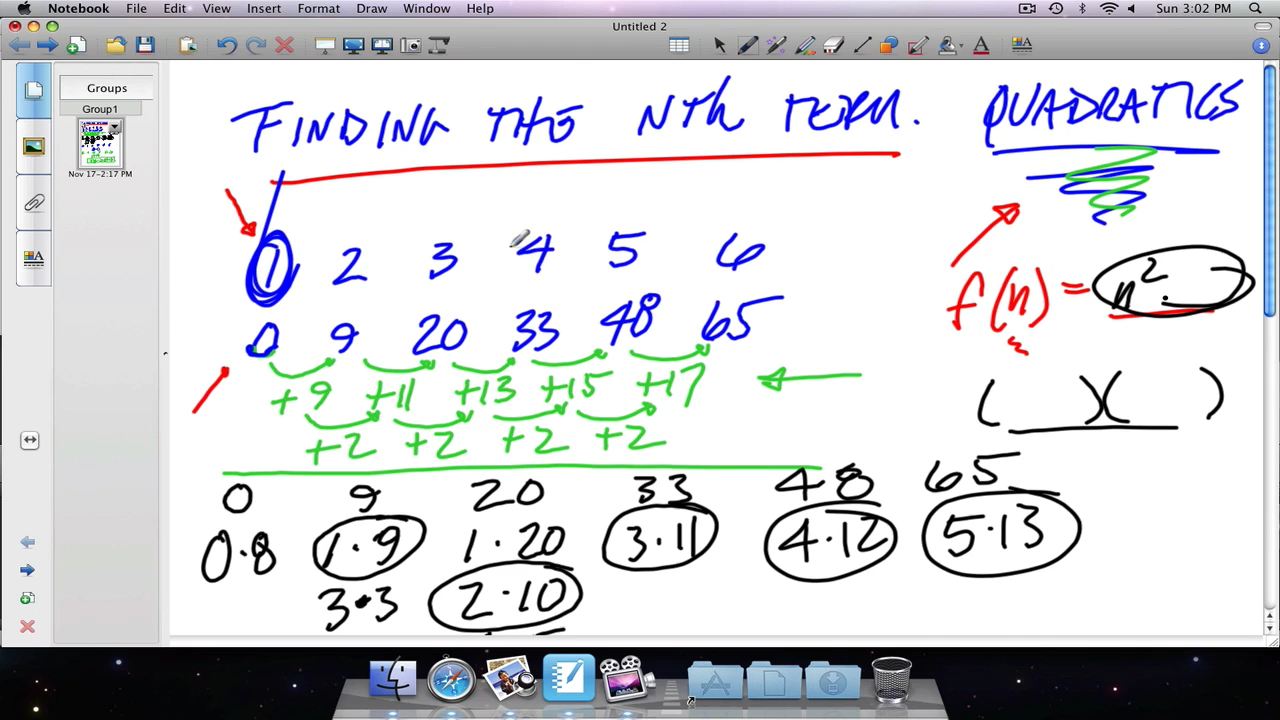 Notebook File Edit View Insert Format Draw Window Help Sun 3:02 PM
Untitled 2
Groups
Group1
Nov 17-2:17 PM
FINDING THE NTh TERM. QUADRATICS
1 2 3 4 5 6
0 9 20 33 48 65
f(n) = n²
+9 +11 +13 +15 +17
( )( )
+2 +2 +2 +2
0 9 20 33 48 65
0·8 1·9 1·20 3·11 4·12 5·13
3·3 2·10